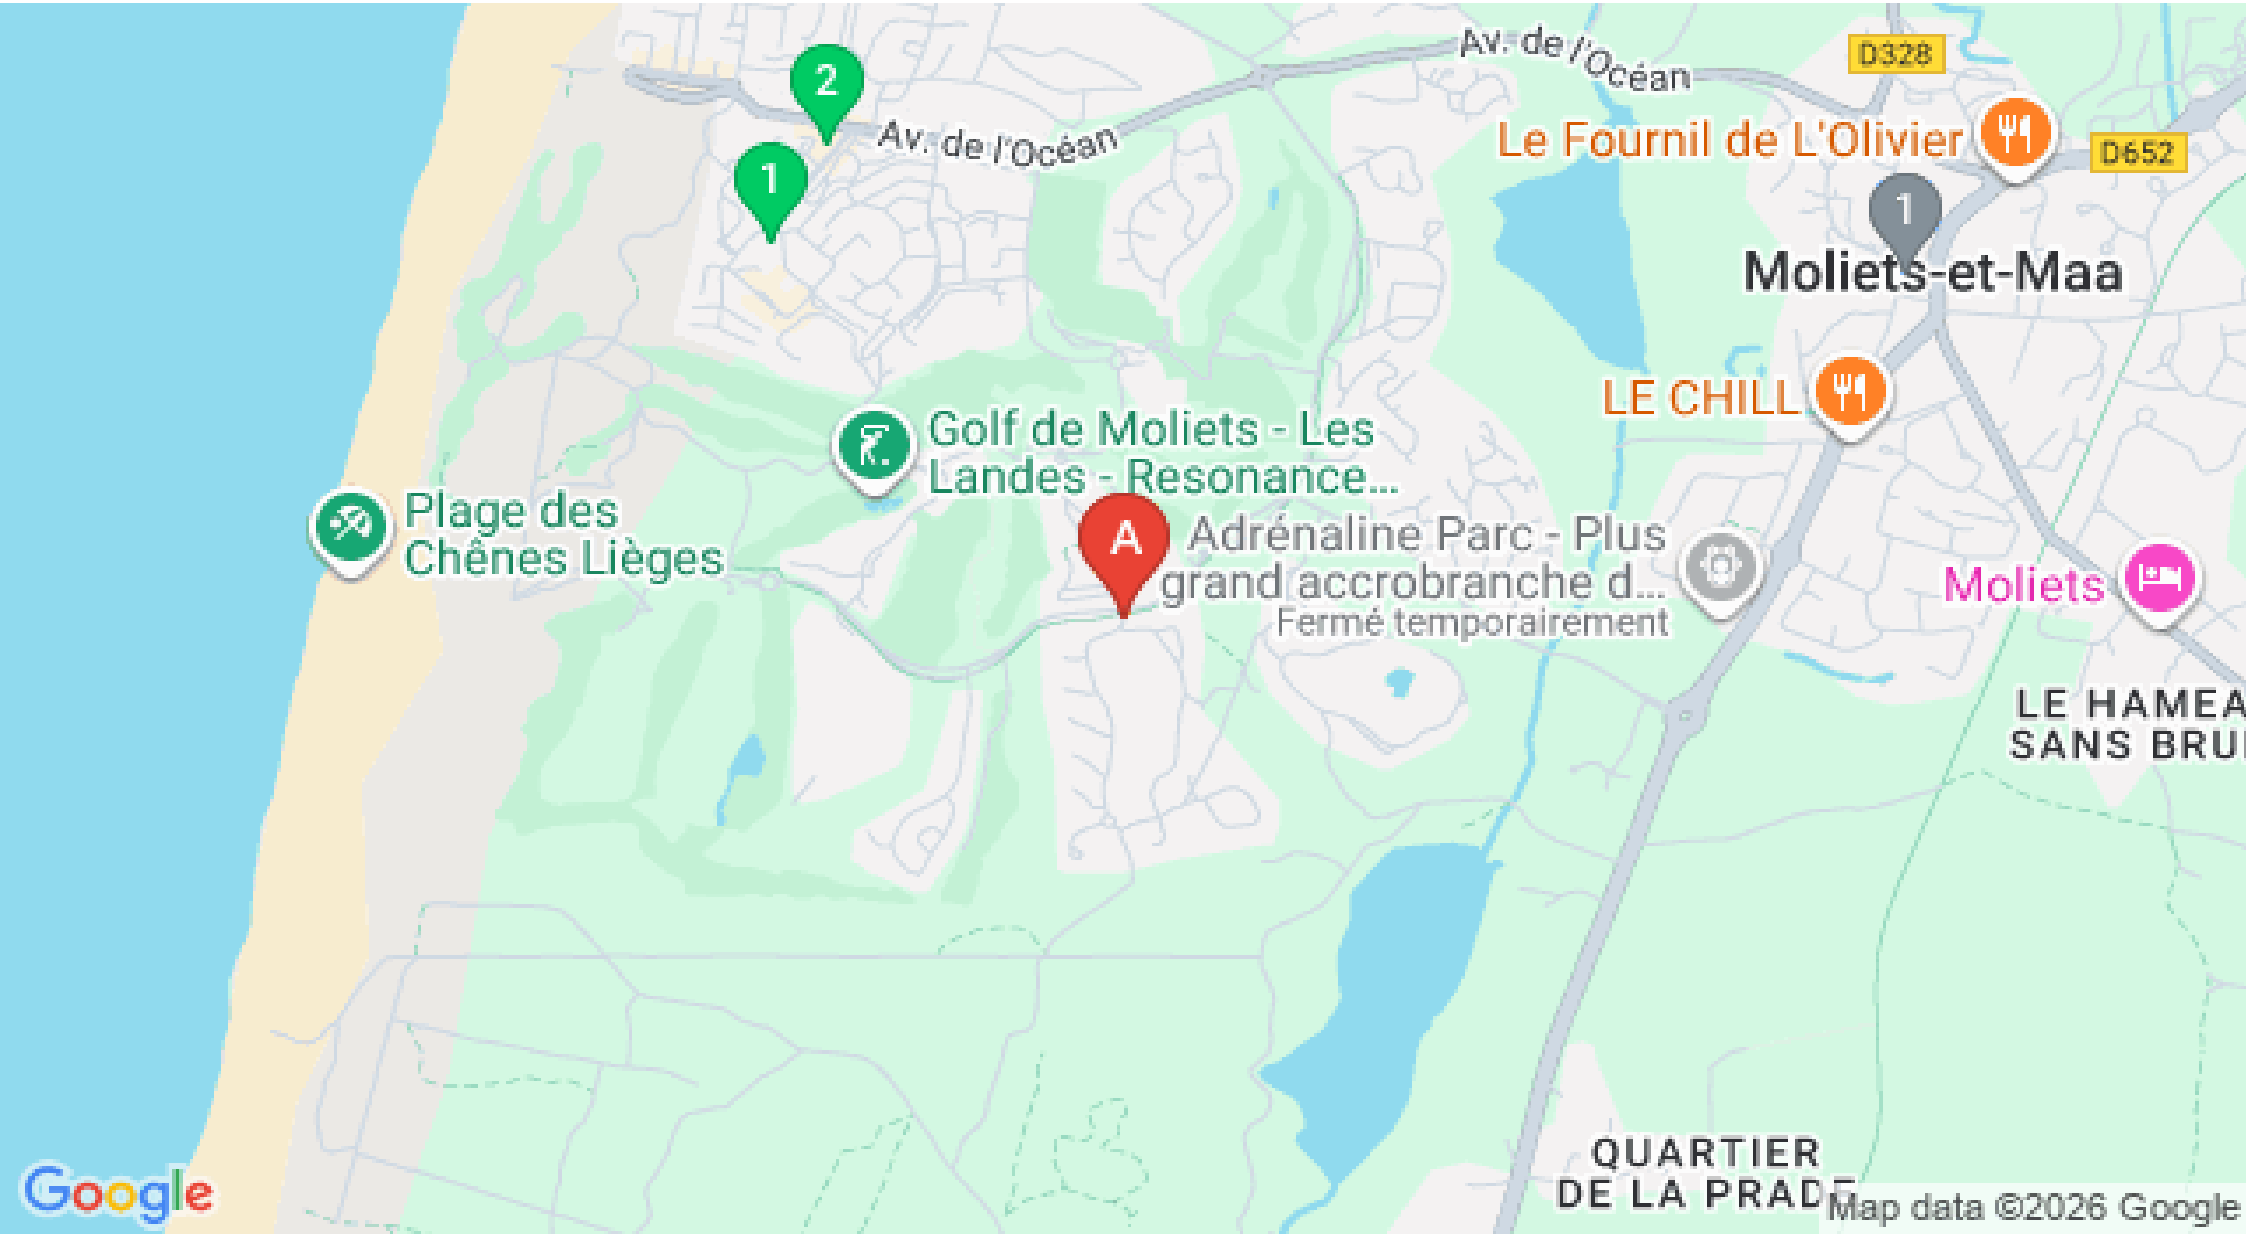 Av. de l'Océan
D328
2
Av. de l'Océan
Le Fournil de L'Olivier
D652
1
1
Moliets-et-Maa
LE CHILL
Golf de Moliets - Les
Landes - Resonance...
Plage des
Chênes Lièges
A
Adrénaline Parc - Plus
grand accrobranche d...
Fermé temporairement
Moliets
LE HAMEA
SANS BRU
QUARTIER
DE LA PRADE
Google
Map data ©2026 Google